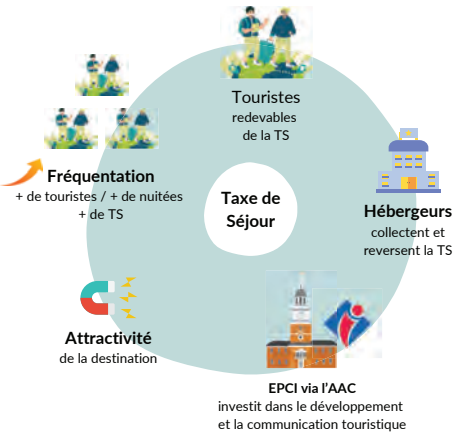 Touristes
redevables
de la TS
Fréquentation
+ de touristes / + de nuitées
+ de TS
Taxe de
Séjour
Hébergeurs
collectent et
reversent la TS
Attractivité
de la destination
EPCI via l'AAC
investit dans le développement
et la communication touristique